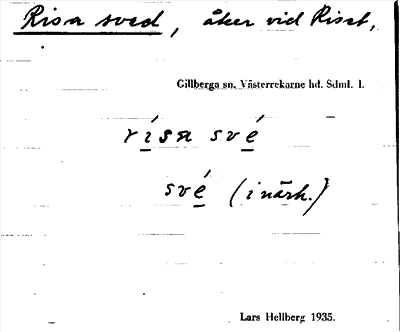 Risa sved, åker vid Riset,
Gillberga sn. Västerrekarne hd. Sdml. l.
rísa své
své (i närh.)
Lars Hellberg 1935.